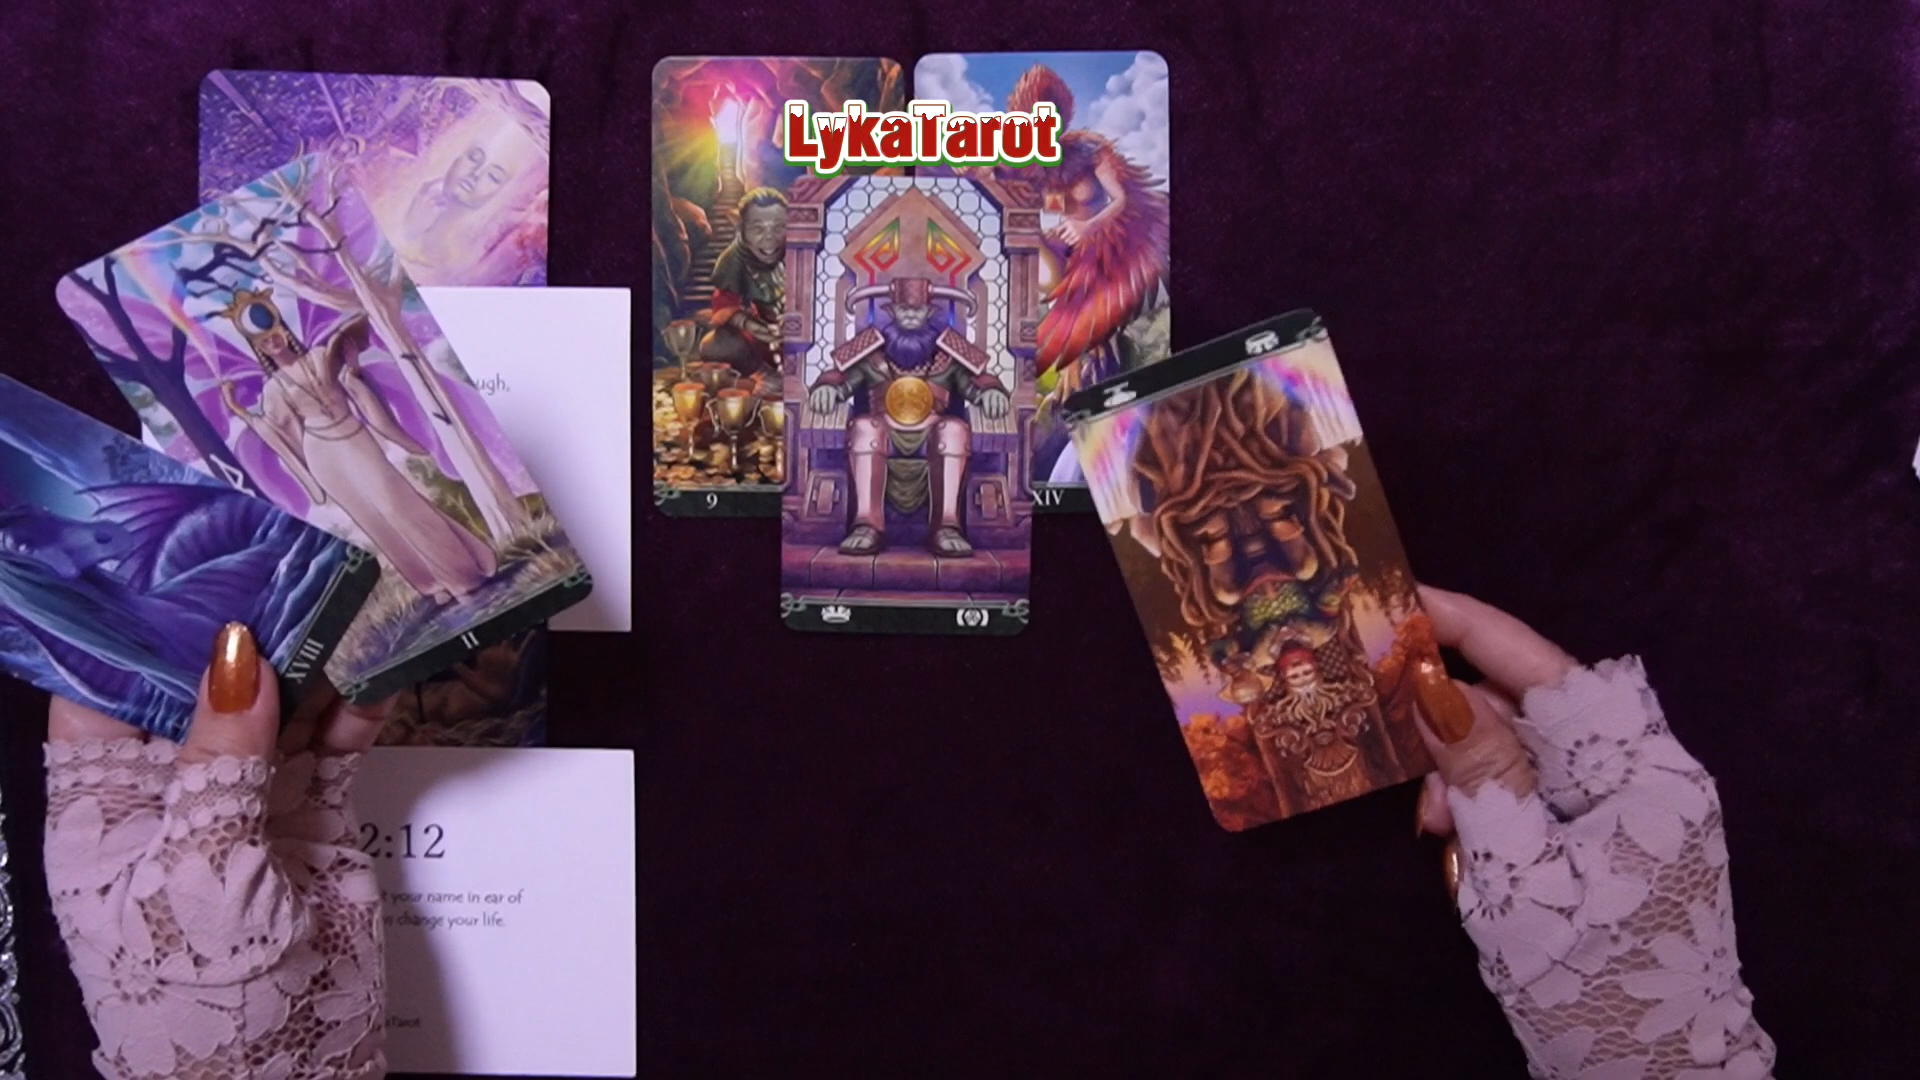 LykaTarot
9
XIV
ugh,
XVIII
II
2:12
your name in ear of
change your life.